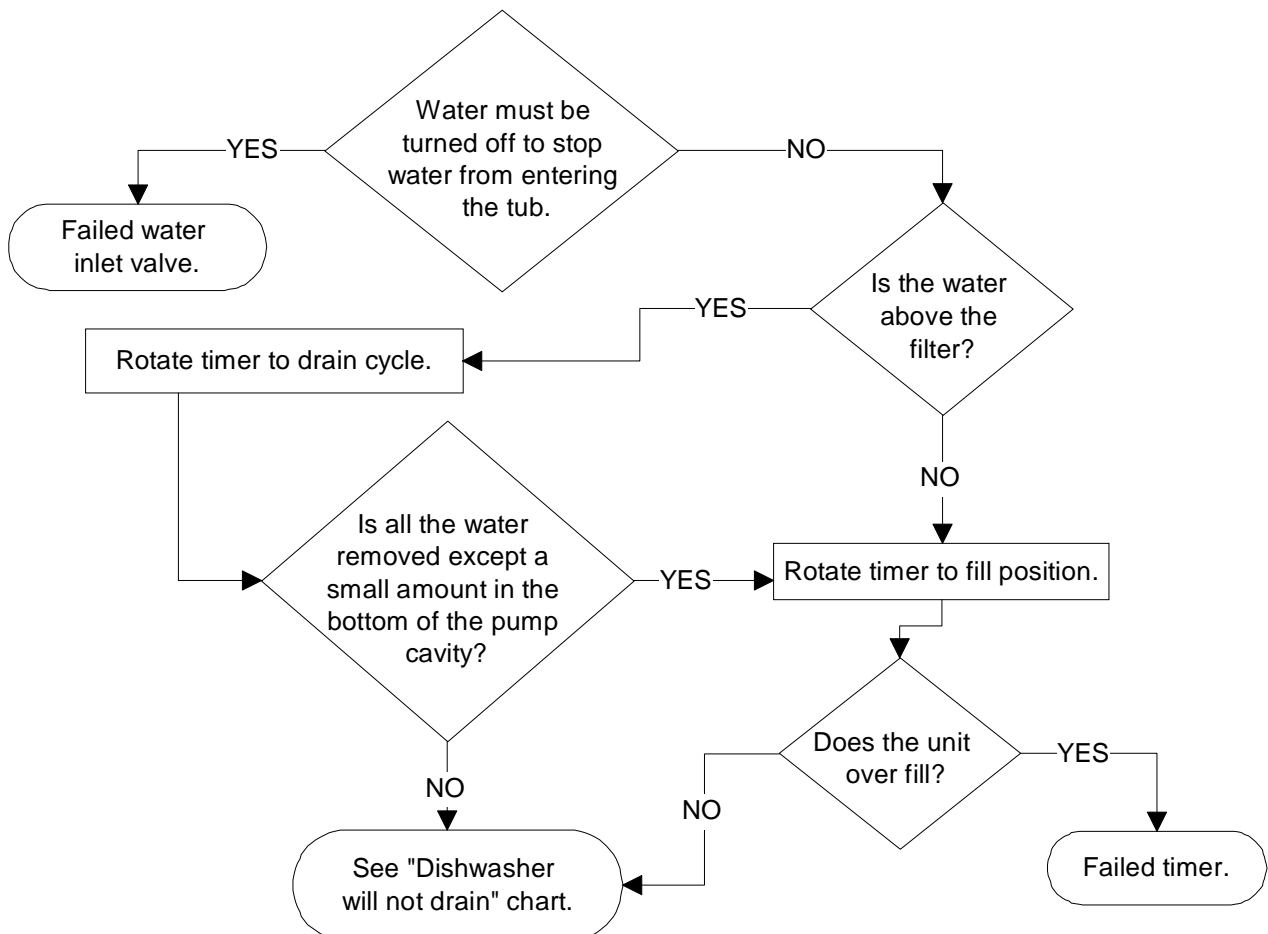 Water must be
turned off to stop
water from entering
the tub.
YES
NO
Failed water
inlet valve.
Is the water
above the
filter?
YES
Rotate timer to drain cycle.
NO
Is all the water
removed except a
small amount in the
bottom of the pump
cavity?
YES
Rotate timer to fill position.
Does the unit
over fill?
YES
NO
NO
See "Dishwasher
will not drain" chart.
Failed timer.